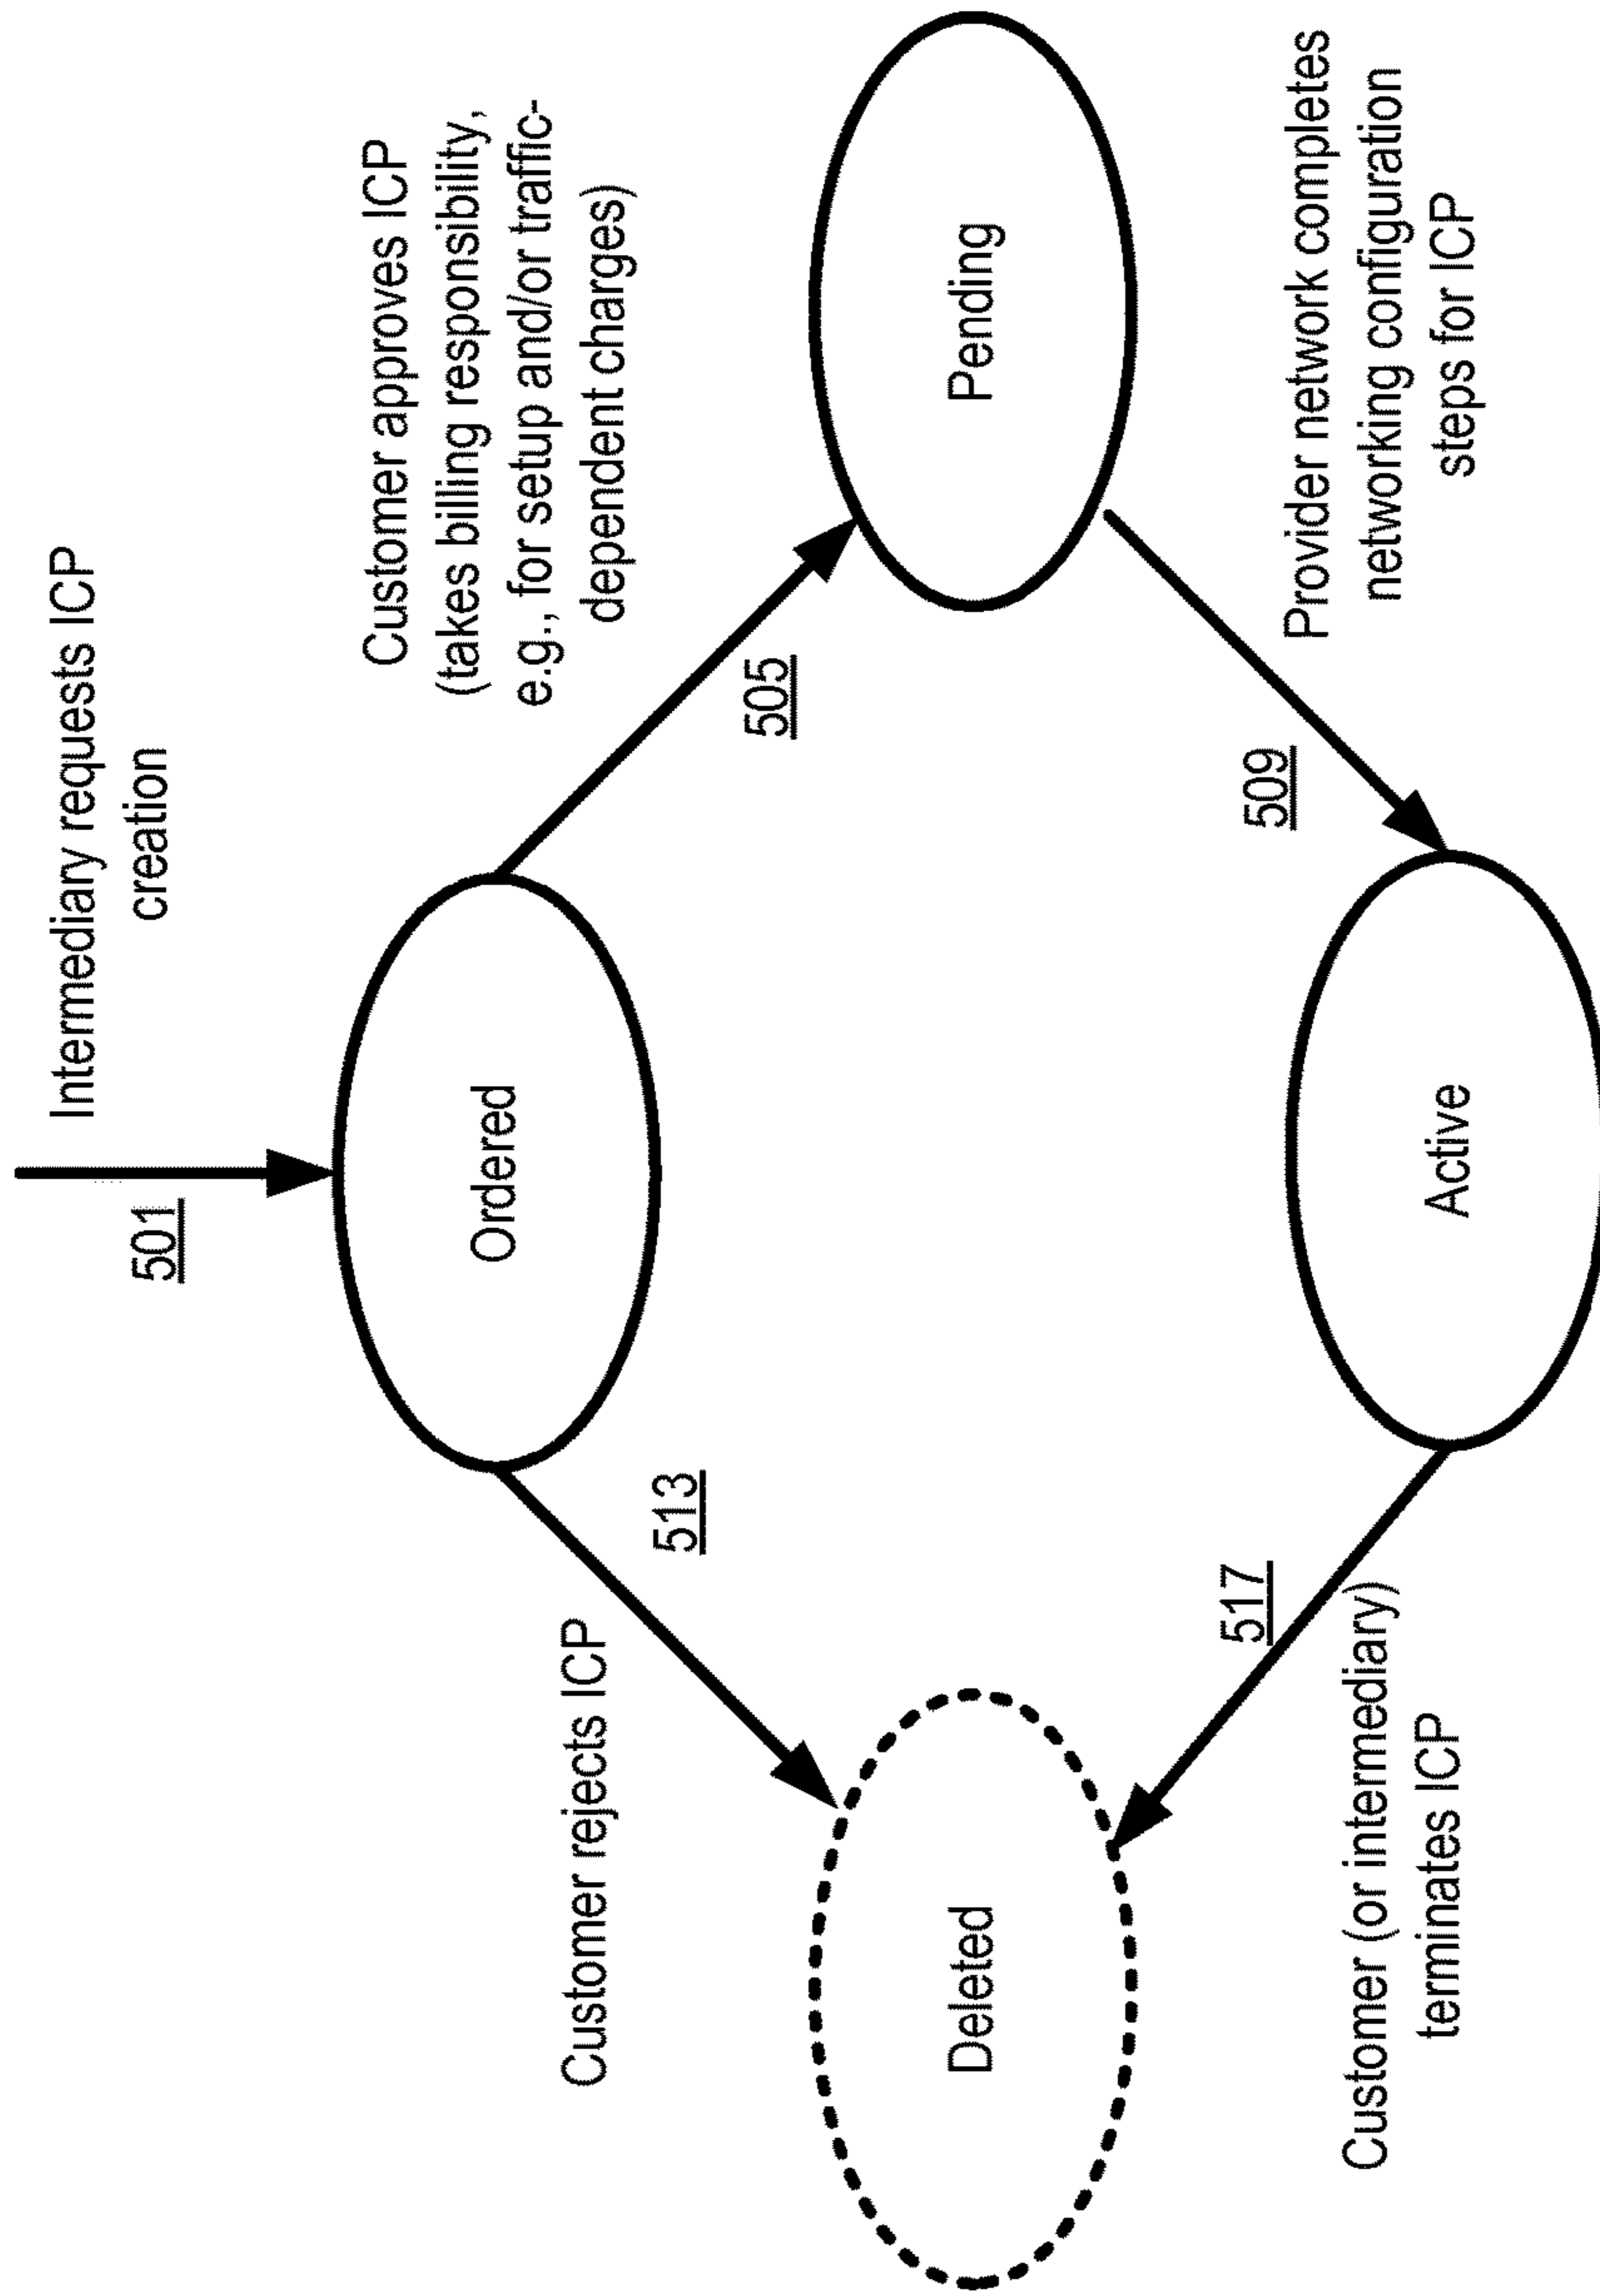 Intermediary requests ICP
creation
501
Ordered
Customer approves ICP
(takes billing responsibility,
e.g., for setup and/or traffic-
dependent charges)
505
Customer rejects ICP
513
Pending
Deleted
509
Provider network completes
networking configuration
steps for ICP
517
Customer (or intermediary)
terminates ICP
Active